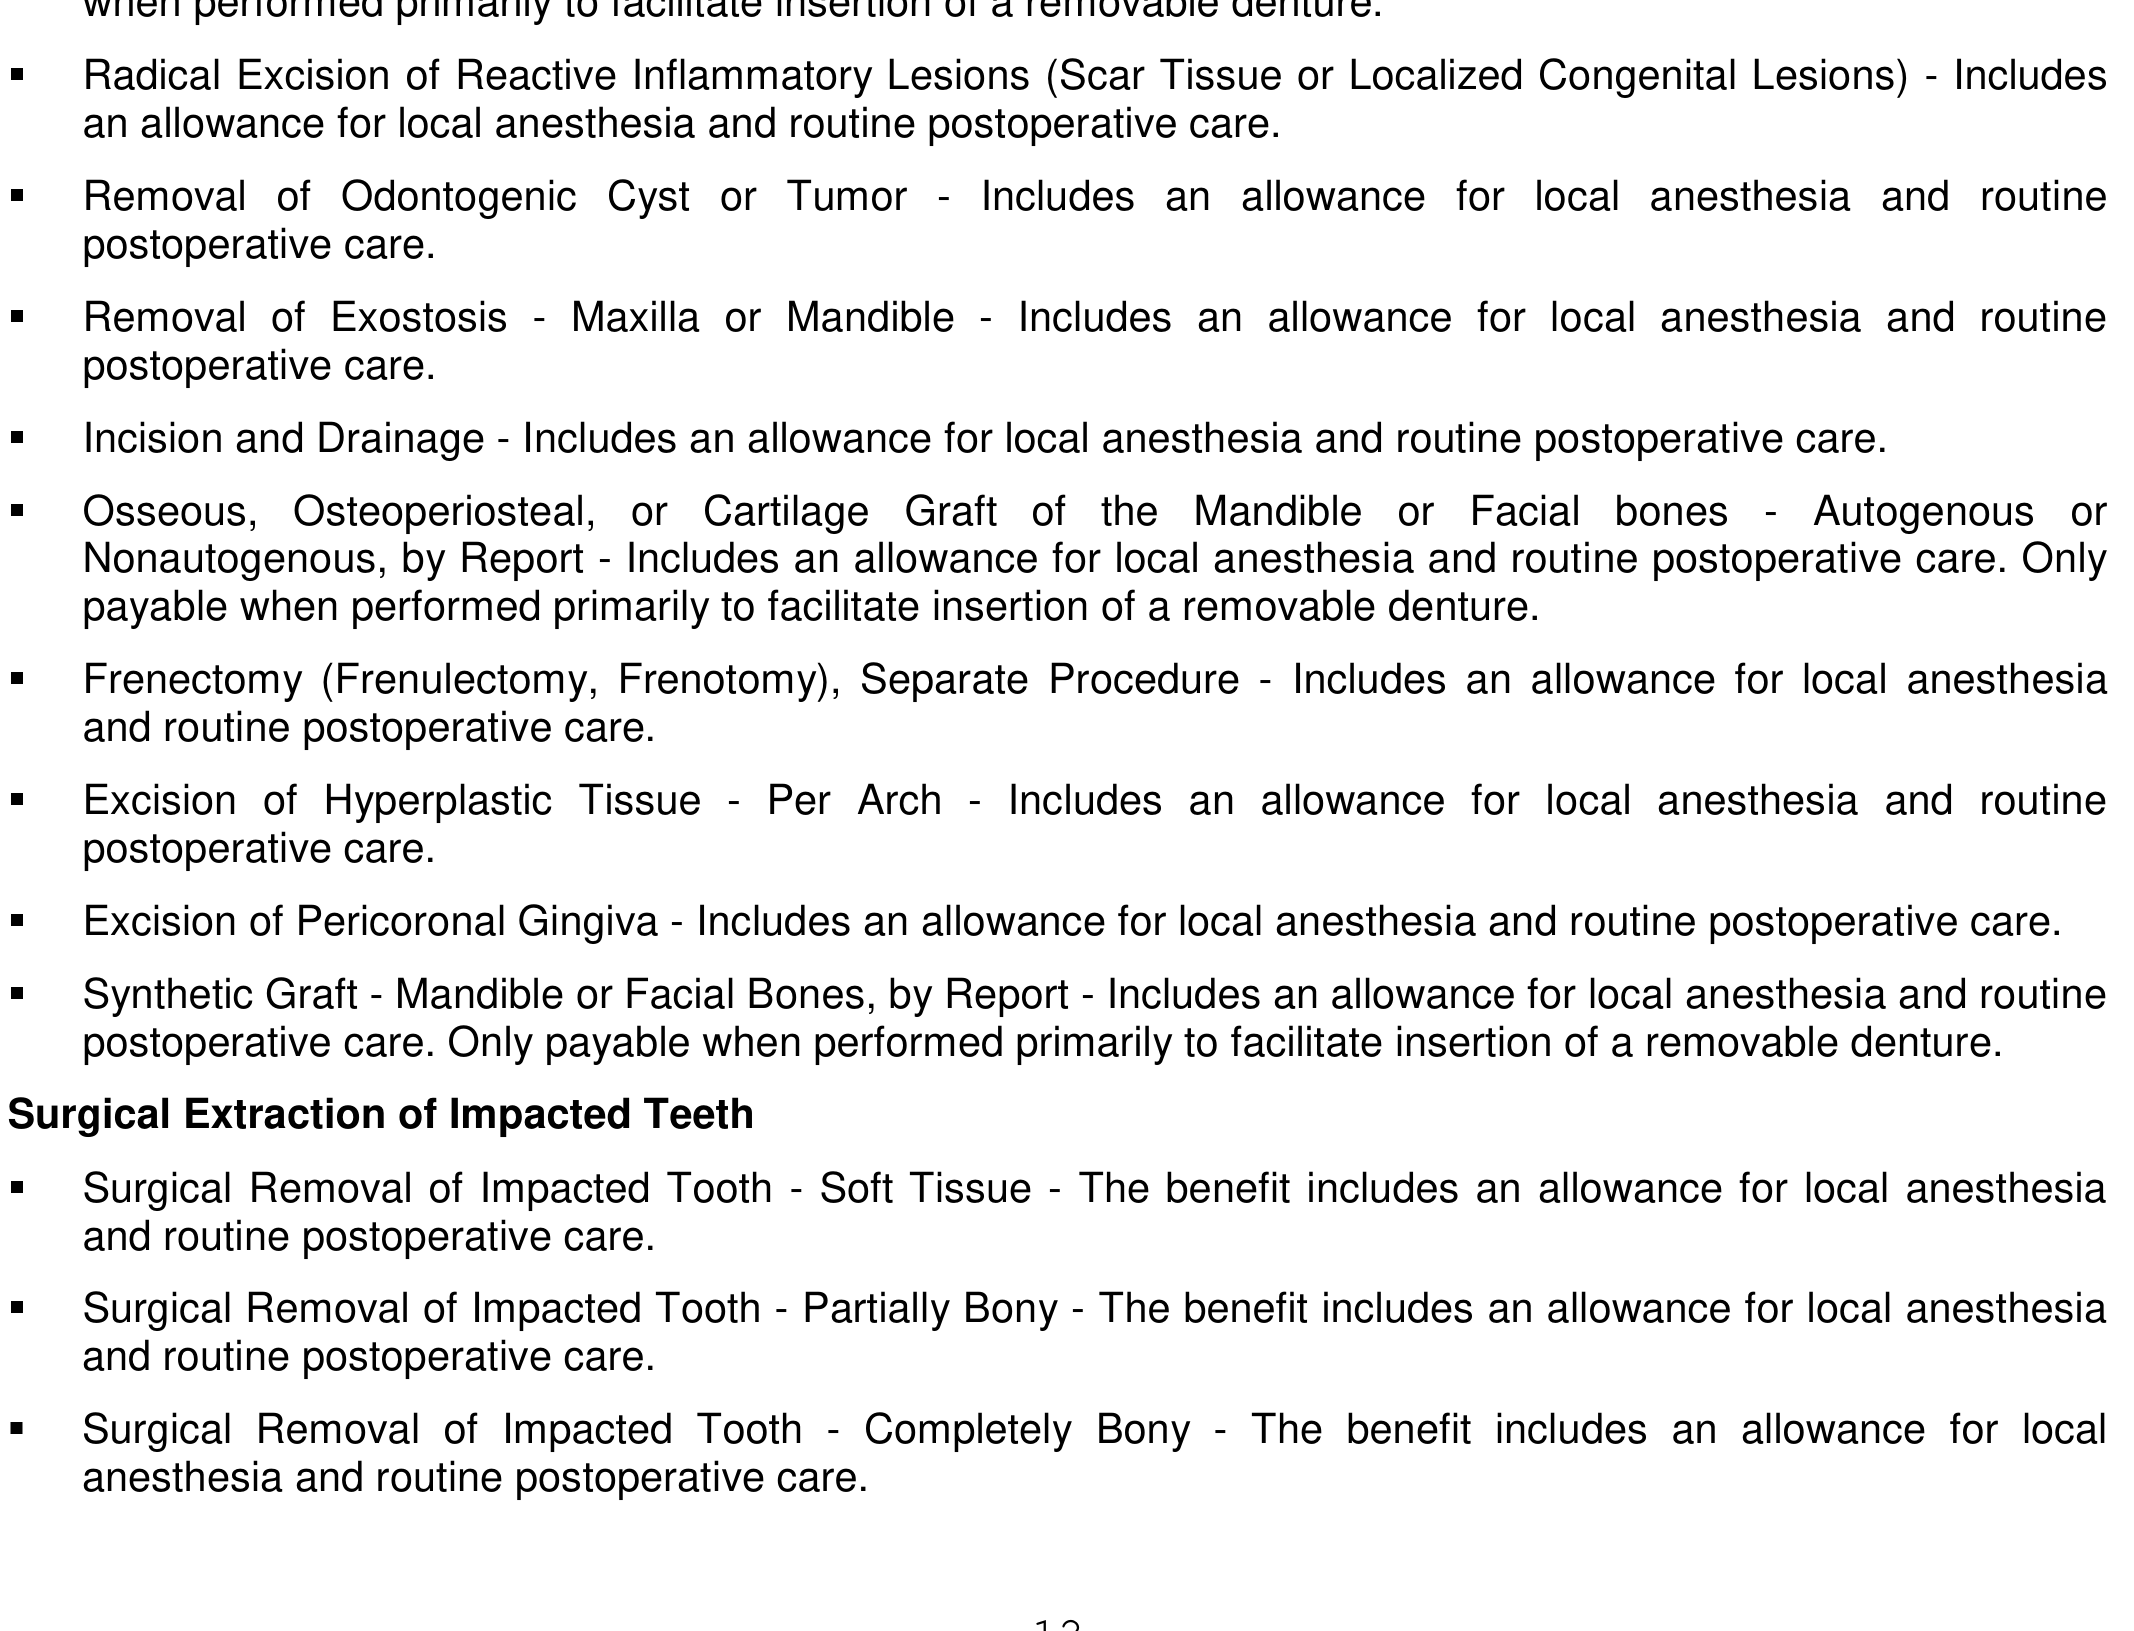 when performed primarily to facilitate insertion of a removable denture.
▪ Radical Excision of Reactive Inflammatory Lesions (Scar Tissue or Localized Congenital Lesions) - Includes
an allowance for local anesthesia and routine postoperative care.
▪ Removal of Odontogenic Cyst or Tumor - Includes an allowance for local anesthesia and routine
postoperative care.
▪ Removal of Exostosis - Maxilla or Mandible - Includes an allowance for local anesthesia and routine
postoperative care.
▪ Incision and Drainage - Includes an allowance for local anesthesia and routine postoperative care.
▪ Osseous, Osteoperiosteal, or Cartilage Graft of the Mandible or Facial bones - Autogenous or
Nonautogenous, by Report - Includes an allowance for local anesthesia and routine postoperative care. Only
payable when performed primarily to facilitate insertion of a removable denture.
▪ Frenectomy (Frenulectomy, Frenotomy), Separate Procedure - Includes an allowance for local anesthesia
and routine postoperative care.
▪ Excision of Hyperplastic Tissue - Per Arch - Includes an allowance for local anesthesia and routine
postoperative care.
▪ Excision of Pericoronal Gingiva - Includes an allowance for local anesthesia and routine postoperative care.
▪ Synthetic Graft - Mandible or Facial Bones, by Report - Includes an allowance for local anesthesia and routine
postoperative care. Only payable when performed primarily to facilitate insertion of a removable denture.
Surgical Extraction of Impacted Teeth
▪ Surgical Removal of Impacted Tooth - Soft Tissue - The benefit includes an allowance for local anesthesia
and routine postoperative care.
▪ Surgical Removal of Impacted Tooth - Partially Bony - The benefit includes an allowance for local anesthesia
and routine postoperative care.
▪ Surgical Removal of Impacted Tooth - Completely Bony - The benefit includes an allowance for local
anesthesia and routine postoperative care.